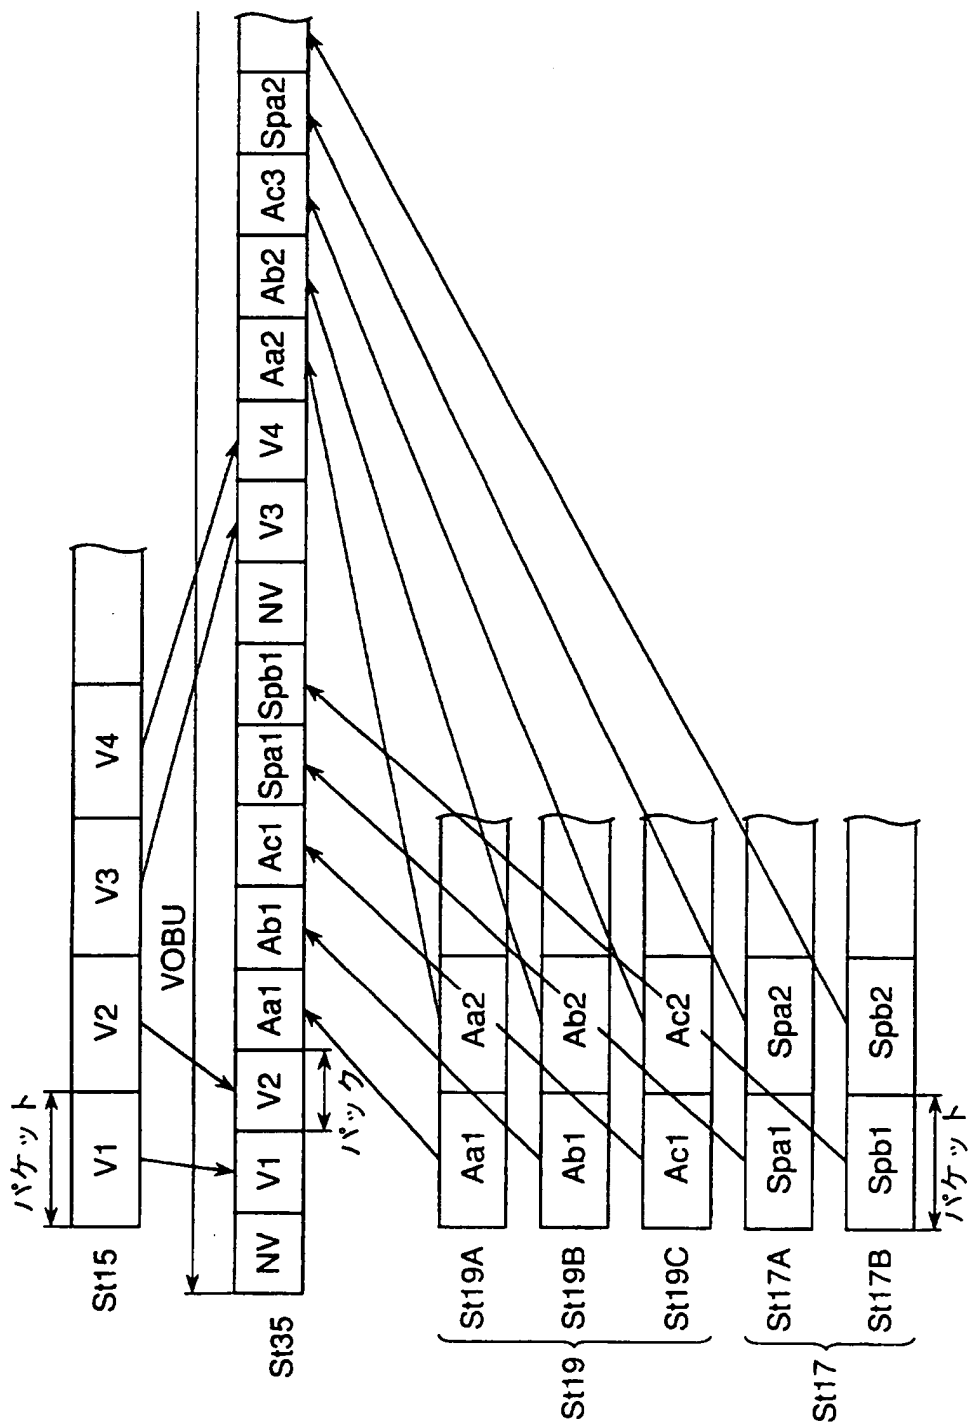 パケット
St15 V1 V2 V3 V4
VOBU
St35 NV V1 V2 Aa1 Ab1 Ac1 Spa1 Spb1 NV V3 V4 Aa2 Ab2 Ac3 Spa2
パック
St19
St19A Aa1 Aa2
St19B Ab1 Ab2
St19C Ac1 Ac2
St17
St17A Spa1 Spa2
St17B Spb1 Spb2
パケット